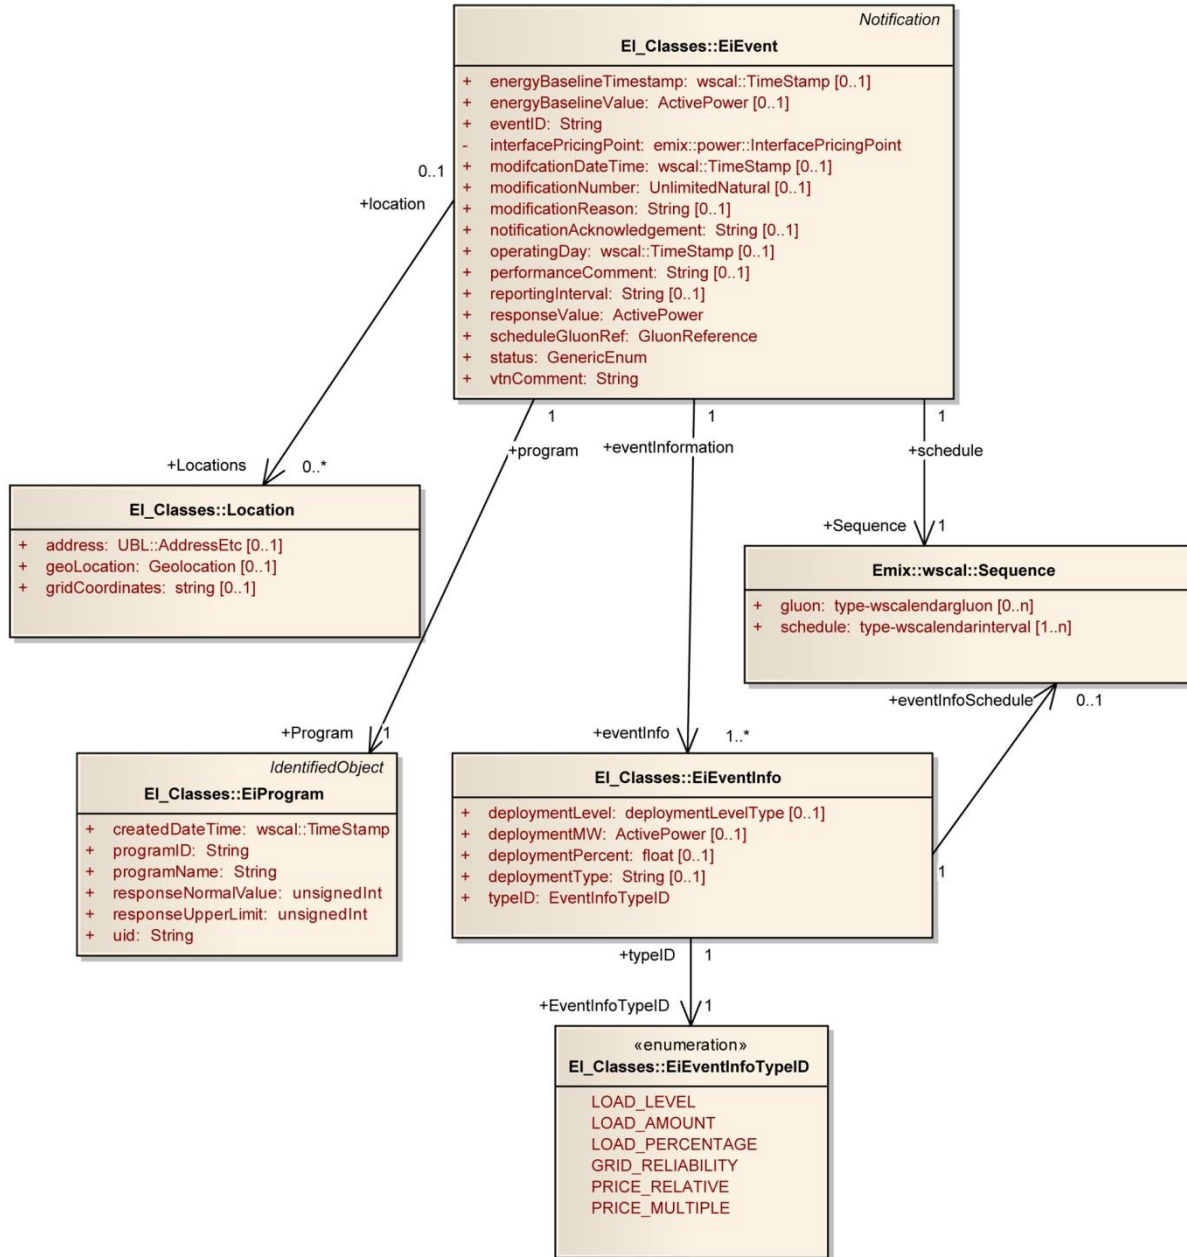 Notification
EI_Classes::EiEvent
+ energyBaselineTimestamp: wscal::TimeStamp [0..1]
+ energyBaselineValue: ActivePower [0..1]
+ eventID: String
- interfacePricingPoint: emix::power::InterfacePricingPoint
+ modifcationDateTime: wscal::TimeStamp [0..1]
+ modificationNumber: UnlimitedNatural [0..1]
+ modificationReason: String [0..1]
+ notificationAcknowledgement: String [0..1]
+ operatingDay: wscal::TimeStamp [0..1]
+ performanceComment: String [0..1]
+ reportingInterval: String [0..1]
+ responseValue: ActivePower
+ scheduleGluonRef: GluonReference
+ status: GenericEnum
+ vtnComment: String
0..1
+location
1
+program
1
+eventInformation
1
+schedule
+Locations
0..*
EI_Classes::Location
+ address: UBL::AddressEtc [0..1]
+ geoLocation: Geolocation [0..1]
+ gridCoordinates: string [0..1]
+Sequence
1
Emix::wscal::Sequence
+ gluon: type-wscalendargluon [0..n]
+ schedule: type-wscalendarinterval [1..n]
+eventInfoSchedule
0..1
+Program
1
IdentifiedObject
EI_Classes::EiProgram
+ createdDateTime: wscal::TimeStamp
+ programID: String
+ programName: String
+ responseNormalValue: unsignedInt
+ responseUpperLimit: unsignedInt
+ uid: String
+eventInfo
1..*
EI_Classes::EiEventInfo
+ deploymentLevel: deploymentLevelType [0..1]
+ deploymentMW: ActivePower [0..1]
+ deploymentPercent: float [0..1]
+ deploymentType: String [0..1]
+ typeID: EventInfoTypeID
1
+typeID
1
+EventInfoTypeID
1
«enumeration»
EI_Classes::EiEventInfoTypeID
LOAD_LEVEL
LOAD_AMOUNT
LOAD_PERCENTAGE
GRID_RELIABILITY
PRICE_RELATIVE
PRICE_MULTIPLE